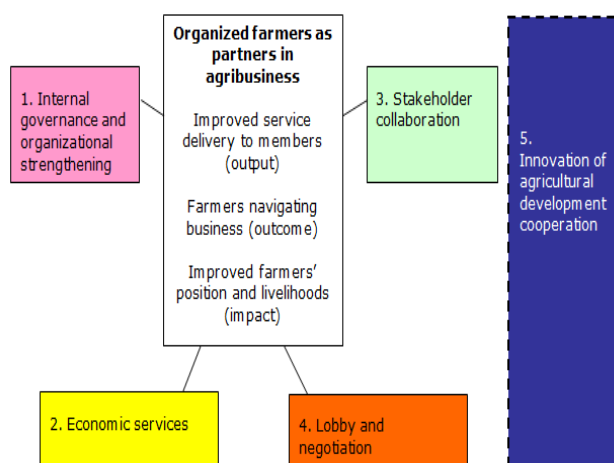 Organized farmers as
partners in
agribusiness
Improved service
delivery to members
(output)
Farmers navigating
business (outcome)
Improved farmers'
position and livelihoods
(impact)
1. Internal
governance and
organizational
strengthening
3. Stakeholder
collaboration
5.
Innovation of
agricultural
development
cooperation
2. Economic services
4. Lobby and
negotiation